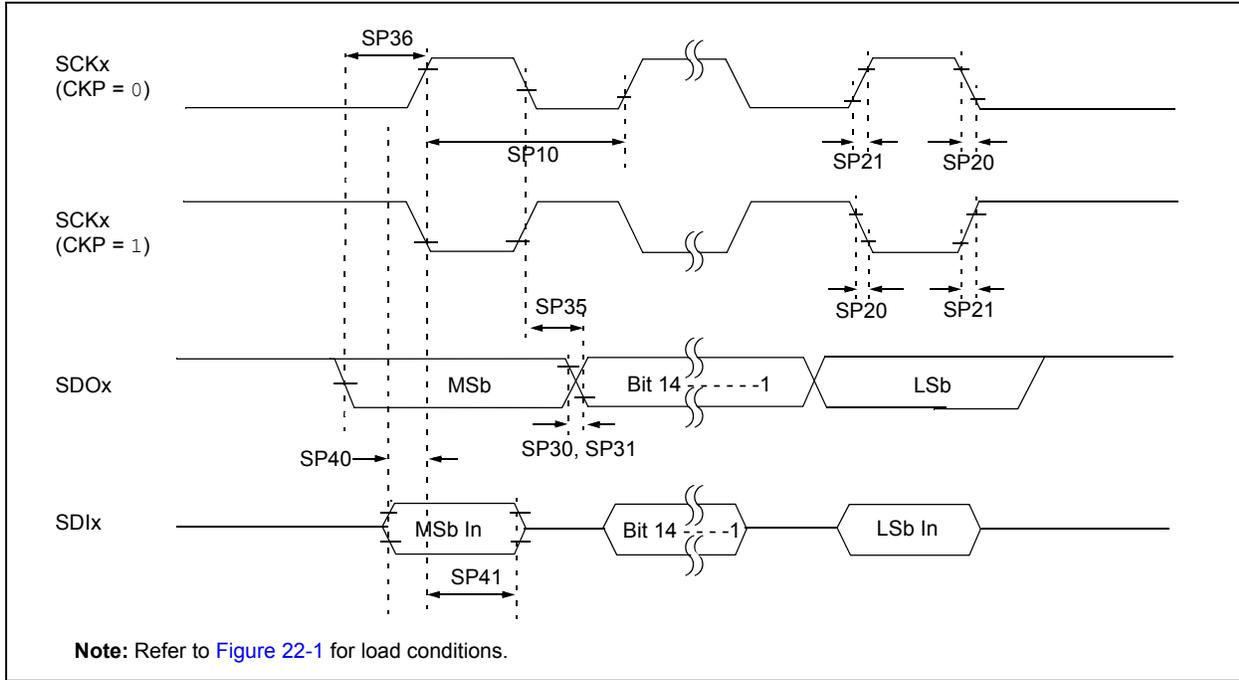 SP36
SCKx
(CKP = 0)
SP10
SP21
SP20
SCKx
(CKP = 1)
SP35
SP20
SP21
SDOx
MSb
Bit 14 - - - - - -1
LSb
SP30, SP31
SP40
SDIx
MSb In
Bit 14 - - - - -1
LSb In
SP41
Note: Refer to Figure 22-1 for load conditions.